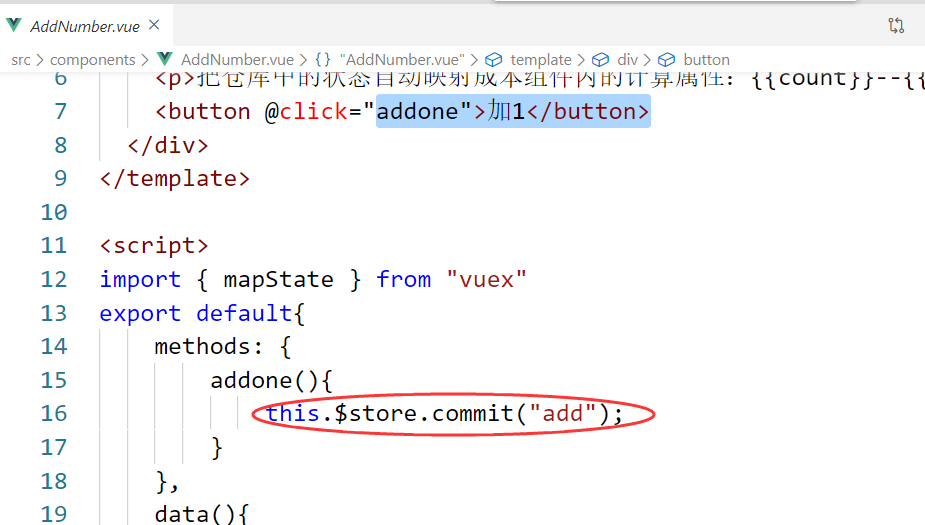 AddNumber.vue ×
src > components > AddNumber.vue > {} "AddNumber.vue" > template > div > button
6 <p>把仓库中的状态自动映射成本组件内的计算属性: {{count}}--{{
7 <button @click="addone">加1</button>
8 </div>
9 </template>
10
11 <script>
12 import { mapState } from "vuex"
13 export default{
14 methods: {
15 addone(){
16 this.$store.commit("add");
17 }
18 },
19 data(){